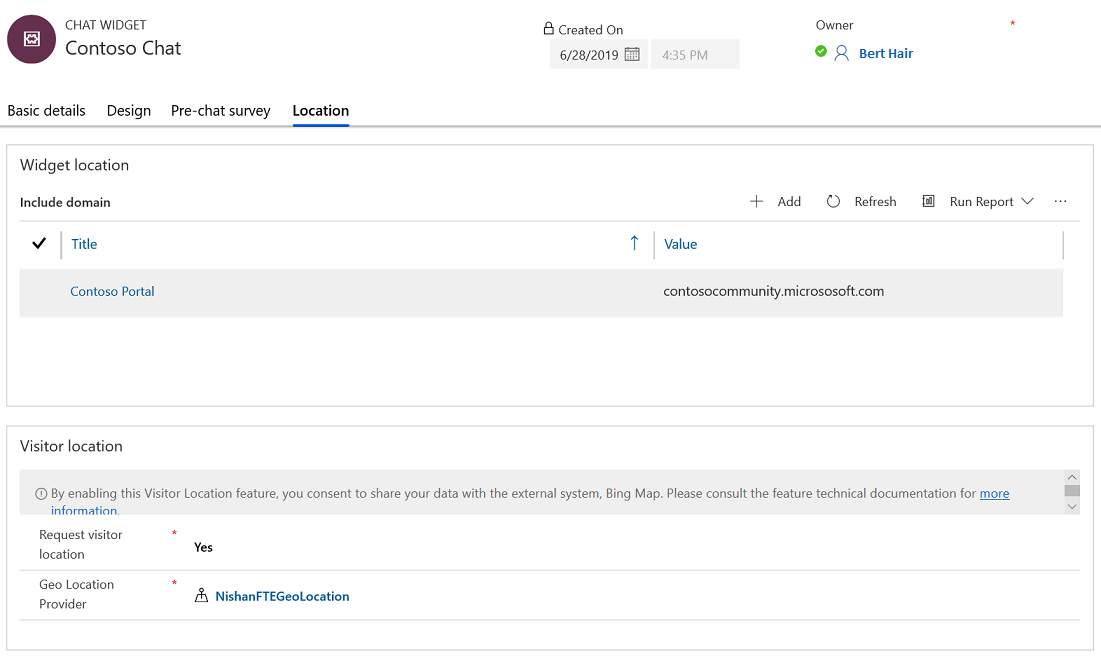 CHAT WIDGET
Contoso Chat
Created On
6/28/2019 4:35 PM
Owner *
Bert Hair
Basic details Design Pre-chat survey Location
Widget location
Include domain
Add Refresh Run Report ...
Title ↑ Value
Contoso Portal contosocommunity.micrososoft.com
Visitor location
By enabling this Visitor Location feature, you consent to share your data with the external system, Bing Map. Please consult the feature technical documentation for more
information.
Request visitor *
location
Yes
Geo Location *
Provider
NishanFTEGeoLocation